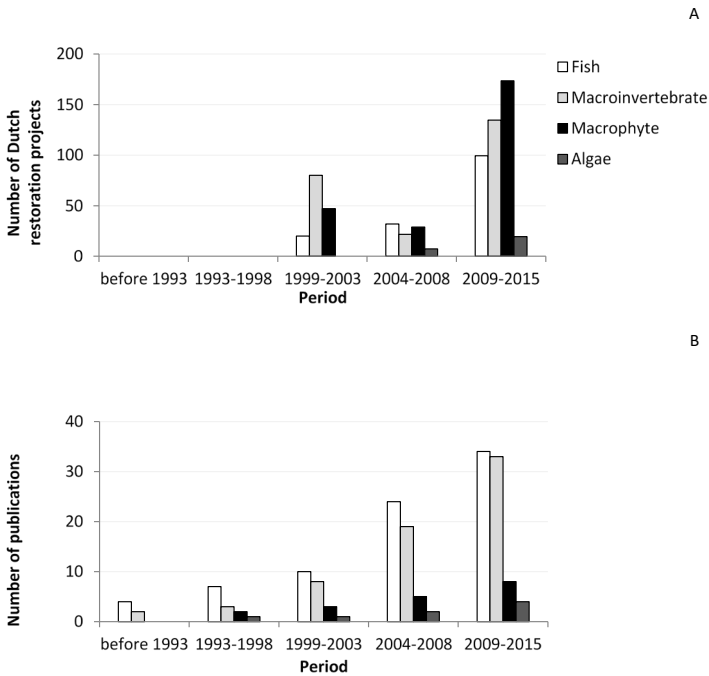 A
200
150
100
50
0
Number of Dutch
restoration projects
before 1993 1993-1998 1999-2003 2004-2008 2009-2015
Period
Fish
Macroinvertebrate
Macrophyte
Algae
B
40
30
20
10
0
Number of publications
before 1993 1993-1998 1999-2003 2004-2008 2009-2015
Period